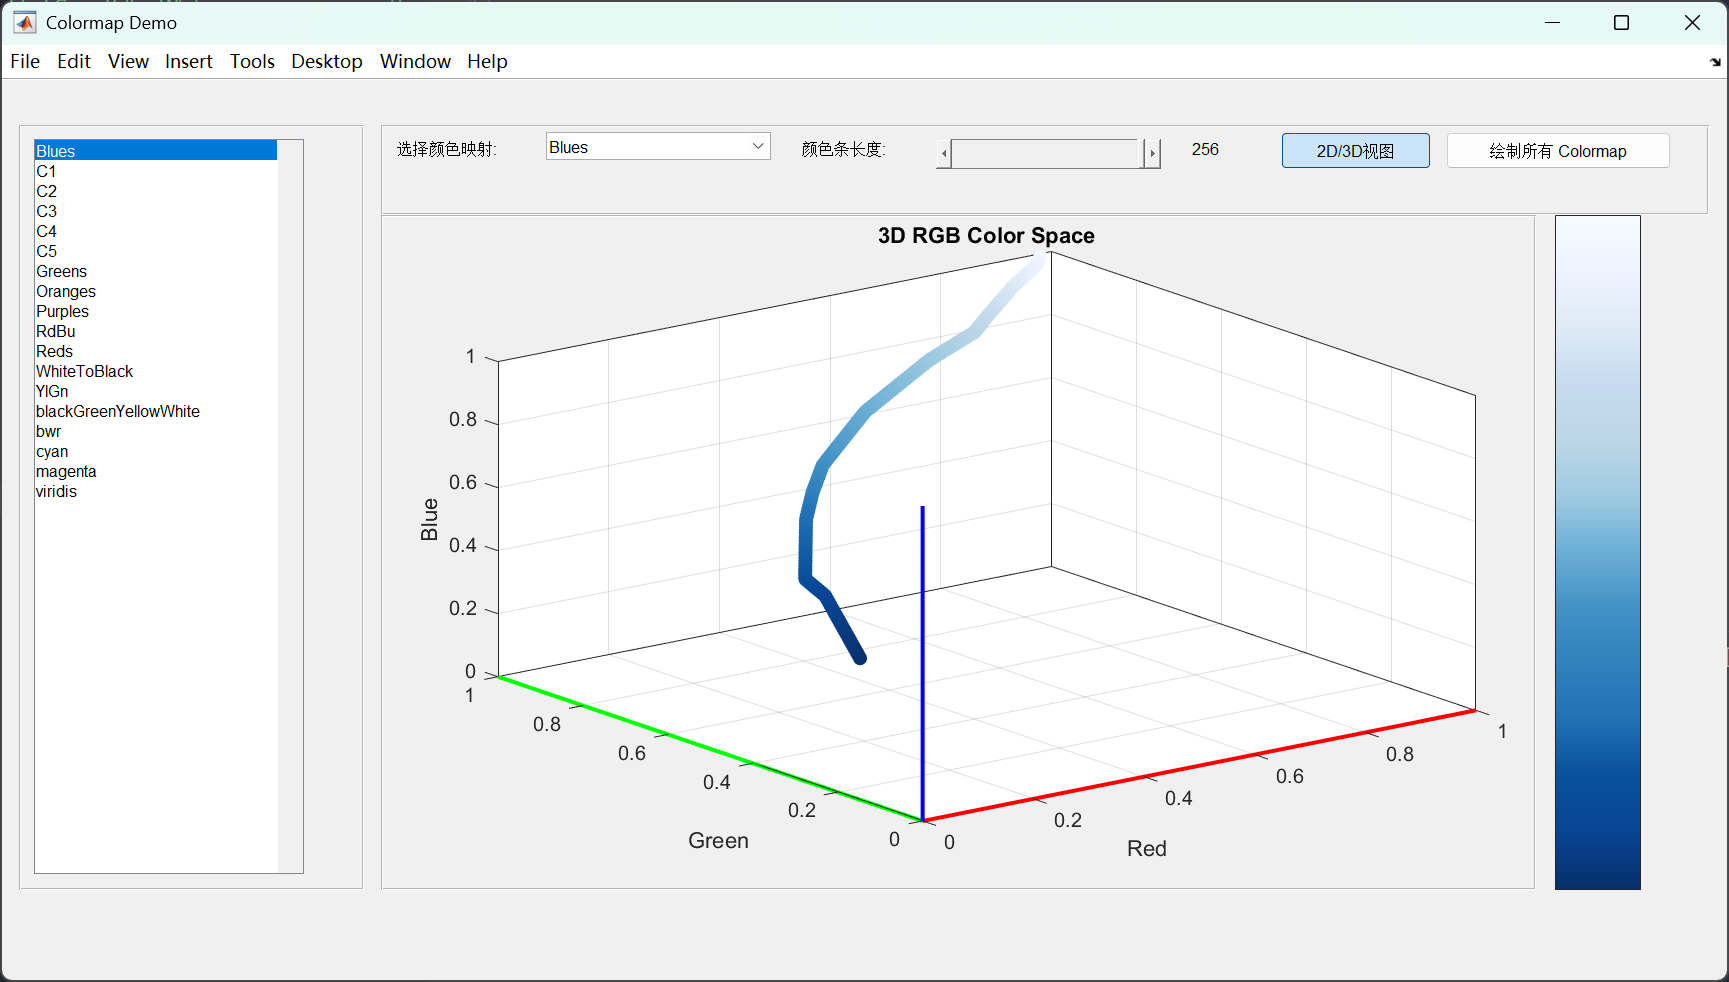 Colormap Demo
File Edit View Insert Tools Desktop Window Help
Blues
C1
C2
C3
C4
C5
Greens
Oranges
Purples
RdBu
Reds
WhiteToBlack
YlGn
blackGreenYellowWhite
bwr
cyan
magenta
viridis
选择颜色映射: Blues 颜色条长度: 256 2D/3D视图 绘制所有 Colormap
3D RGB Color Space
1
0.8
0.6
0.4
0.2
0
Blue
1
0.8
0.6
0.4
0.2
0
Green
0
0.2
0.4
0.6
0.8
1
Red